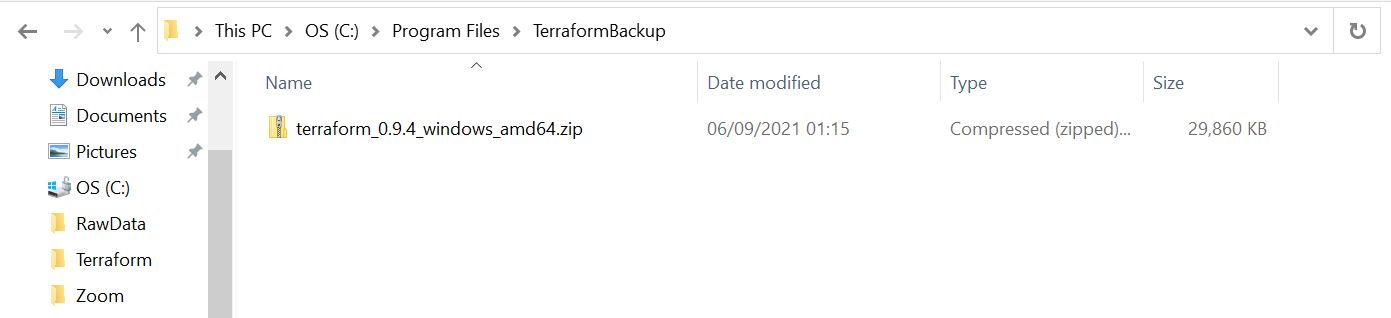 This PC > OS (C:) > Program Files > TerraformBackup
Downloads
Documents
Pictures
OS (C:)
RawData
Terraform
Zoom
Name Date modified Type Size
terraform_0.9.4_windows_amd64.zip 06/09/2021 01:15 Compressed (zipped)... 29,860 KB